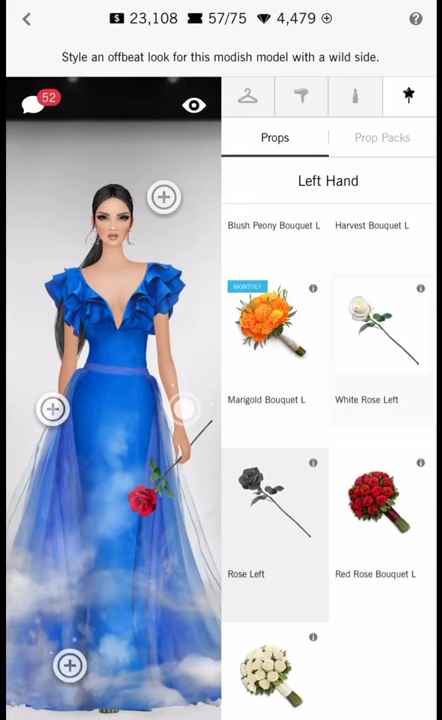 23,108 57/75 4,479
Style an offbeat look for this modish model with a wild side.
52
Props
Prop Packs
Left Hand
Blush Peony Bouquet L
Harvest Bouquet L
MONTHLY
Marigold Bouquet L
White Rose Left
Rose Left
Red Rose Bouquet L